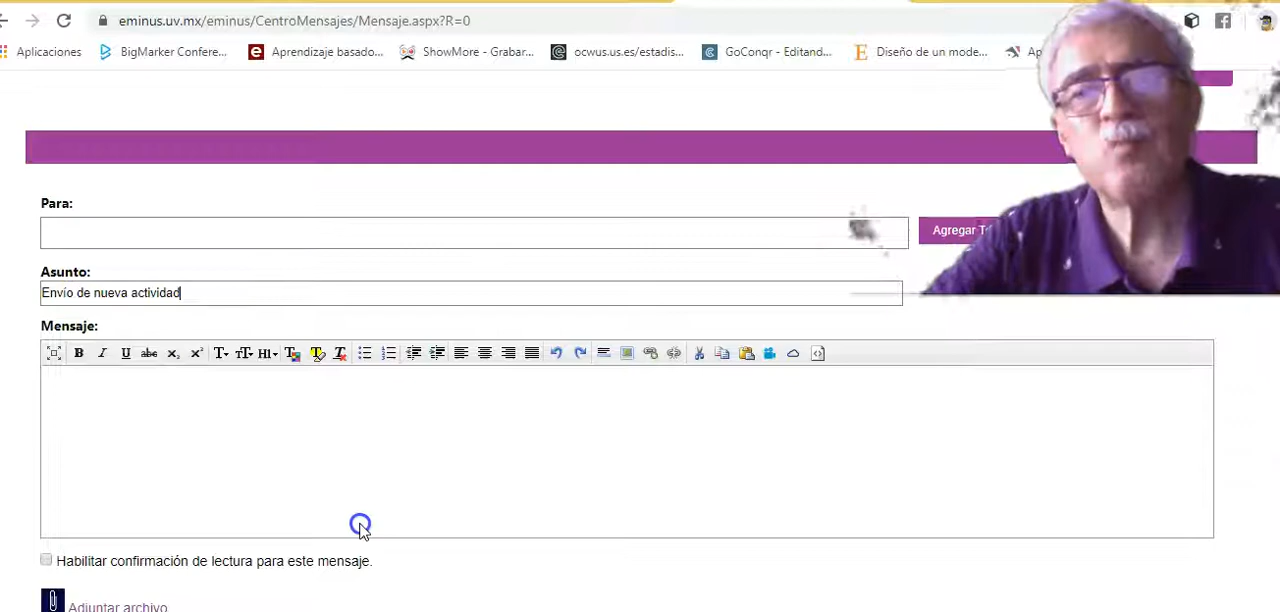 eminus.uv.mx/eminus/CentroMensajes/Mensaje.aspx?R=0
Aplicaciones
BigMarker Confere...
Aprendizaje basado...
ShowMore - Grabar...
ocwus.us.es/estadis...
GoConqr - Editand...
Diseño de un mode...
Para:
Agregar
Asunto:
Envío de nueva actividad
Mensaje:
Habilitar confirmación de lectura para este mensaje.
Adjuntar archivo